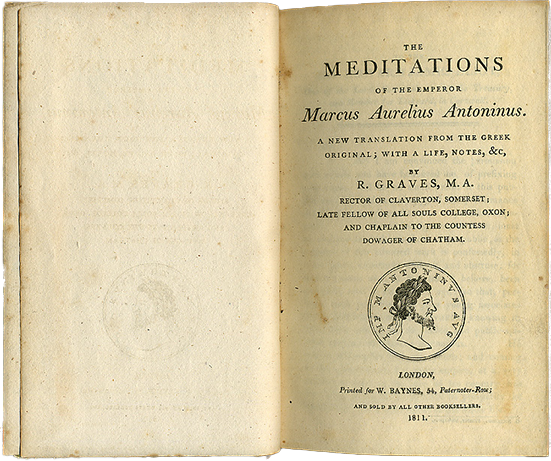 THE
MEDITATIONS
OF THE EMPEROR
Marcus Aurelius Antoninus.
A NEW TRANSLATION FROM THE GREEK
ORIGINAL; WITH A LIFE, NOTES, &c,
BY
R. GRAVES, M.A.
RECTOR OF CLAVERTON, SOMERSET;
LATE FELLOW OF ALL SOULS COLLEGE, OXON;
AND CHAPLAIN TO THE COUNTESS
DOWAGER OF CHATHAM.
IMP. M. ANTONINVS AVG
LONDON,
Printed for W. BAYNES, 54, Paternoster-Row;
AND SOLD BY ALL OTHER BOOKSELLERS.
1811.